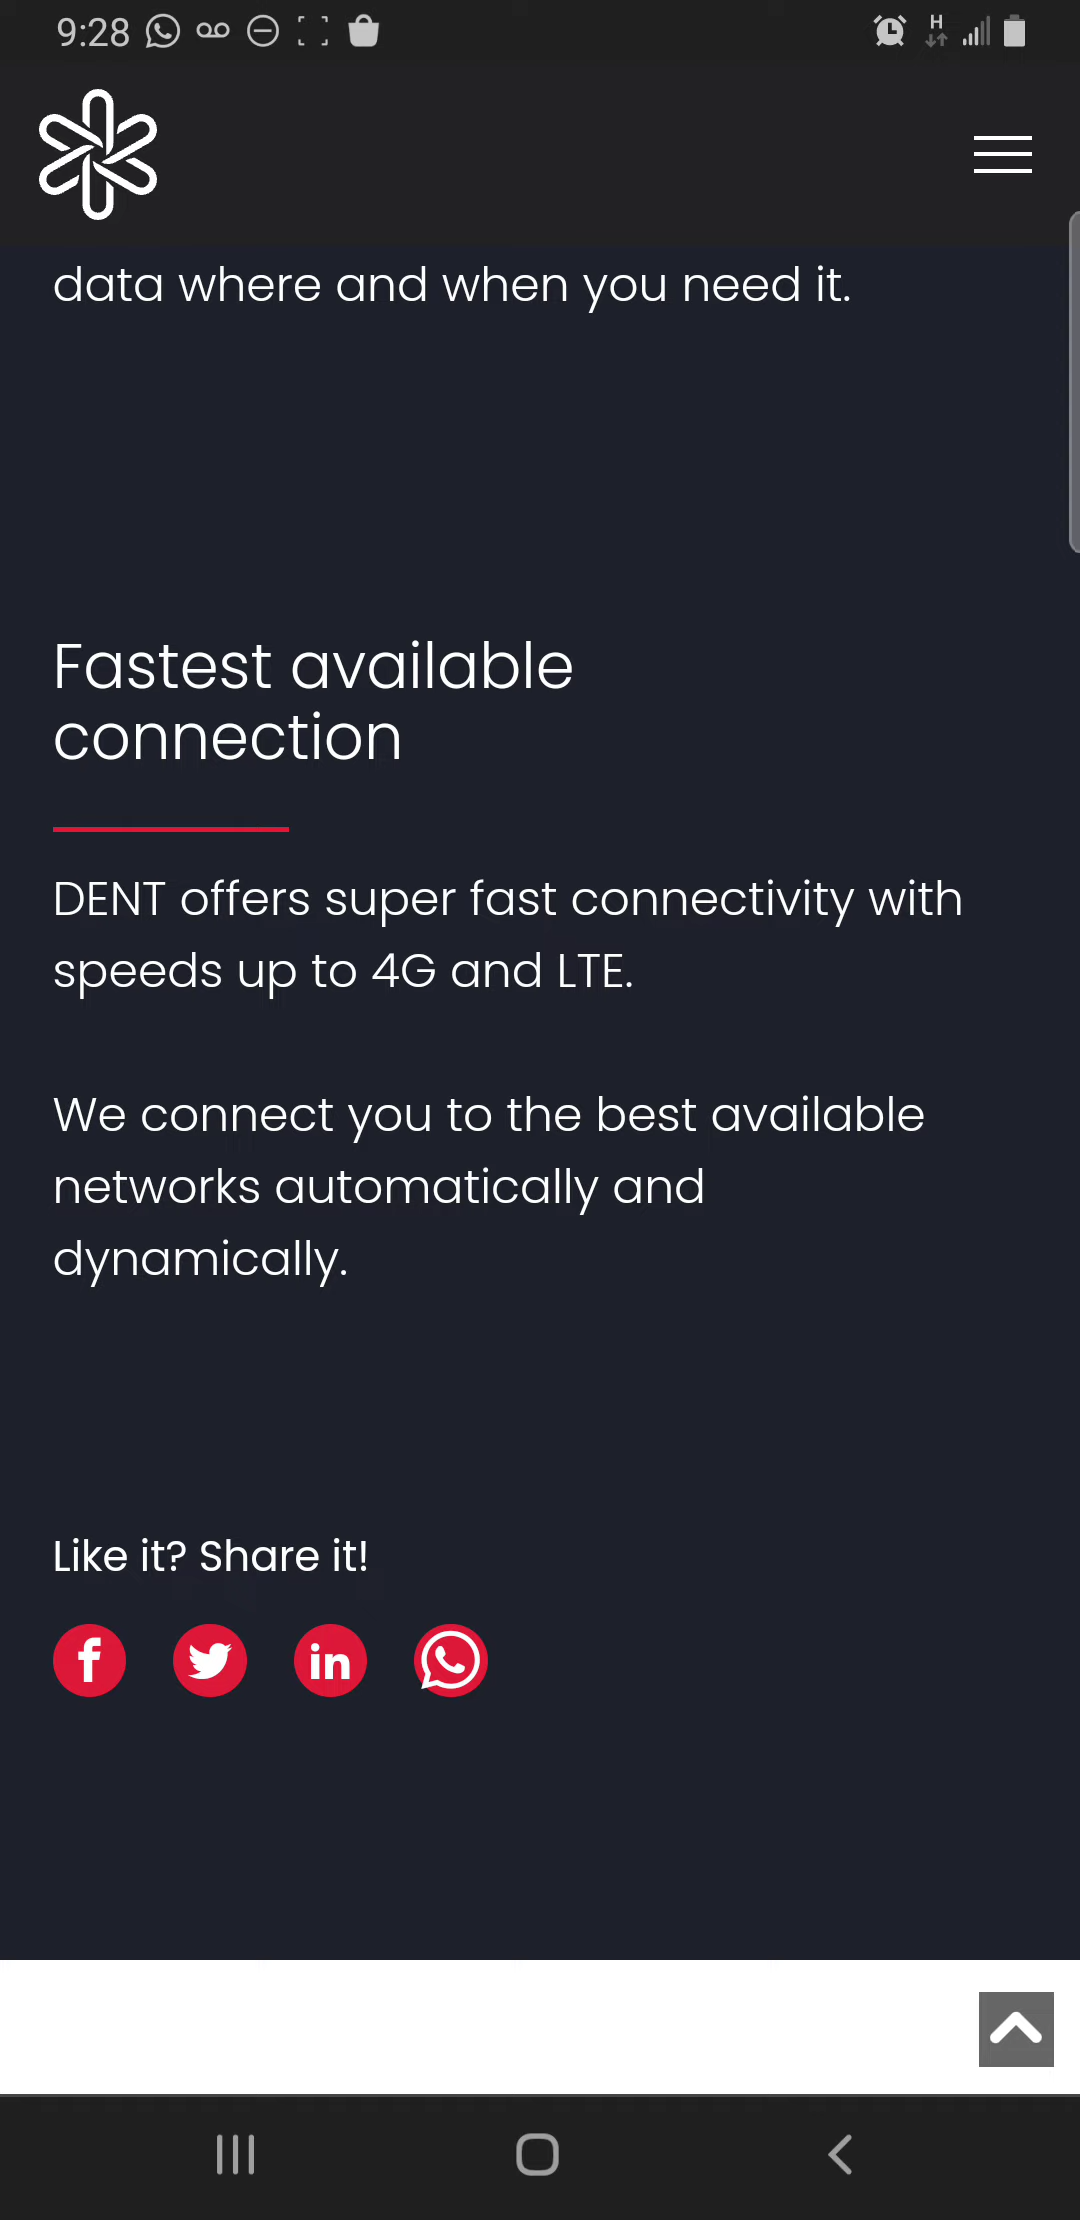 9:28
H
data where and when you need it.
Fastest available
connection
DENT offers super fast connectivity with
speeds up to 4G and LTE.
We connect you to the best available
networks automatically and
dynamically.
Like it? Share it!
f
in